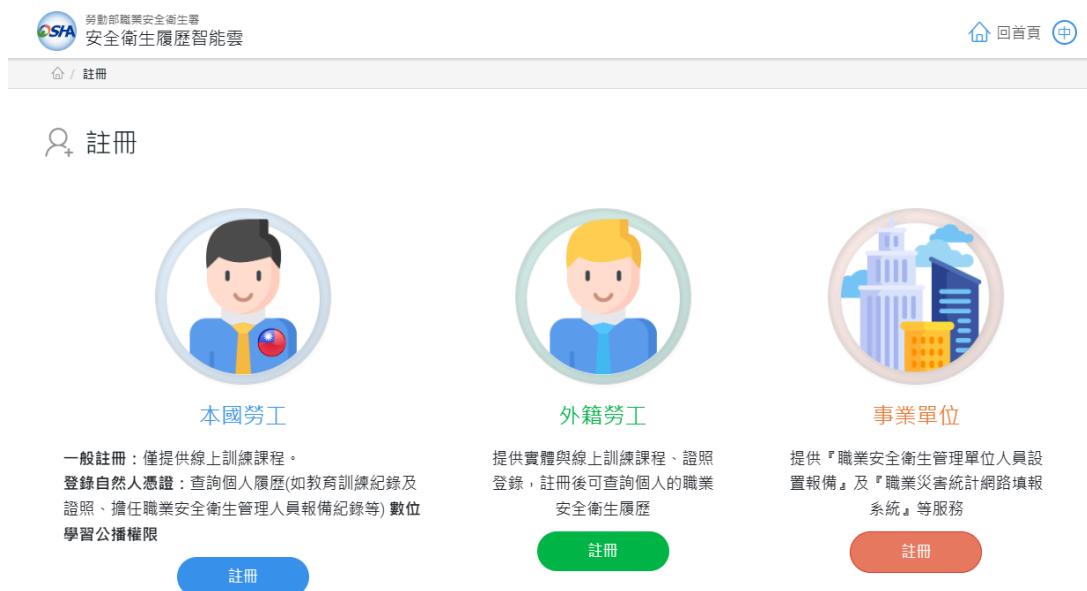 OSHA
勞動部職業安全衛生署
安全衛生履歷智能雲
回首頁 中
/ 註冊
註冊
本國勞工
一般註冊：僅提供線上訓練課程。
登錄自然人憑證：查詢個人履歷(如教育訓練紀錄及
證照、擔任職業安全衛生管理人員報備紀錄等) 數位
學習公播權限
註冊
外籍勞工
提供實體與線上訓練課程、證照
登錄，註冊後可查詢個人的職業
安全衛生履歷
註冊
事業單位
提供『職業安全衛生管理單位人員設
置報備』及『職業災害統計網路填報
系統』等服務
註冊